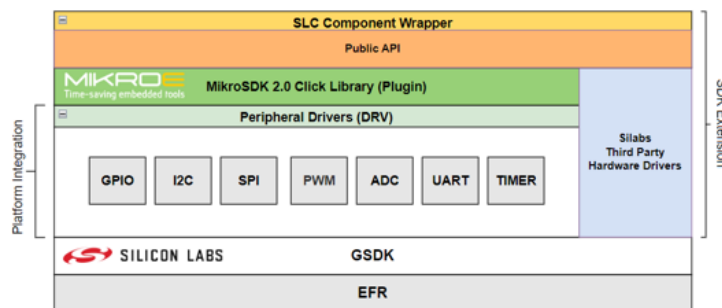 SLC Component Wrapper
Public API
MIKROE
Time-saving embedded tools
MikroSDK 2.0 Click Library (Plugin)
Peripheral Drivers (DRV)
Platform Integration
GPIO
I2C
SPI
PWM
ADC
UART
TIMER
Silabs
Third Party
Hardware Drivers
SDK Extension
SILICON LABS
GSDK
EFR